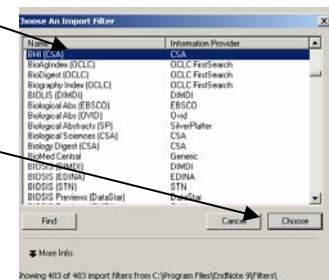 Choose An Import Filter
Name Information Provider
BHI (CSA) CSA
BioAgIndex (OCLC) OCLC FirstSearch
BioDigest (OCLC) OCLC FirstSearch
Biography Index (OCLC) OCLC FirstSearch
BIOLIS (DIMDI) DIMDI
Biological Abs (EBSCO) EBSCO
Biological Abs (OVID) Ovid
Biological Abstracts (SP) SilverPlatter
Biological Sciences (CSA) CSA
Biology Digest (CSA) CSA
BioMed Central Generic
BIOSIS (DIMDI) DIMDI
BIOSIS (EDINA) EDINA
BIOSIS (STN) STN
BIOSIS Previews (DataStar) DataStar
Find Cancel Choose
More Info:
Showing 483 of 483 import filters from C:\Program Files\EndNote 9\Filters\